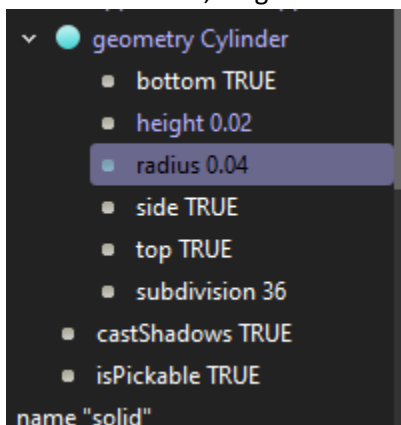 geometry Cylinder
bottom TRUE
height 0.02
radius 0.04
side TRUE
top TRUE
subdivision 36
castShadows TRUE
isPickable TRUE
name "solid"